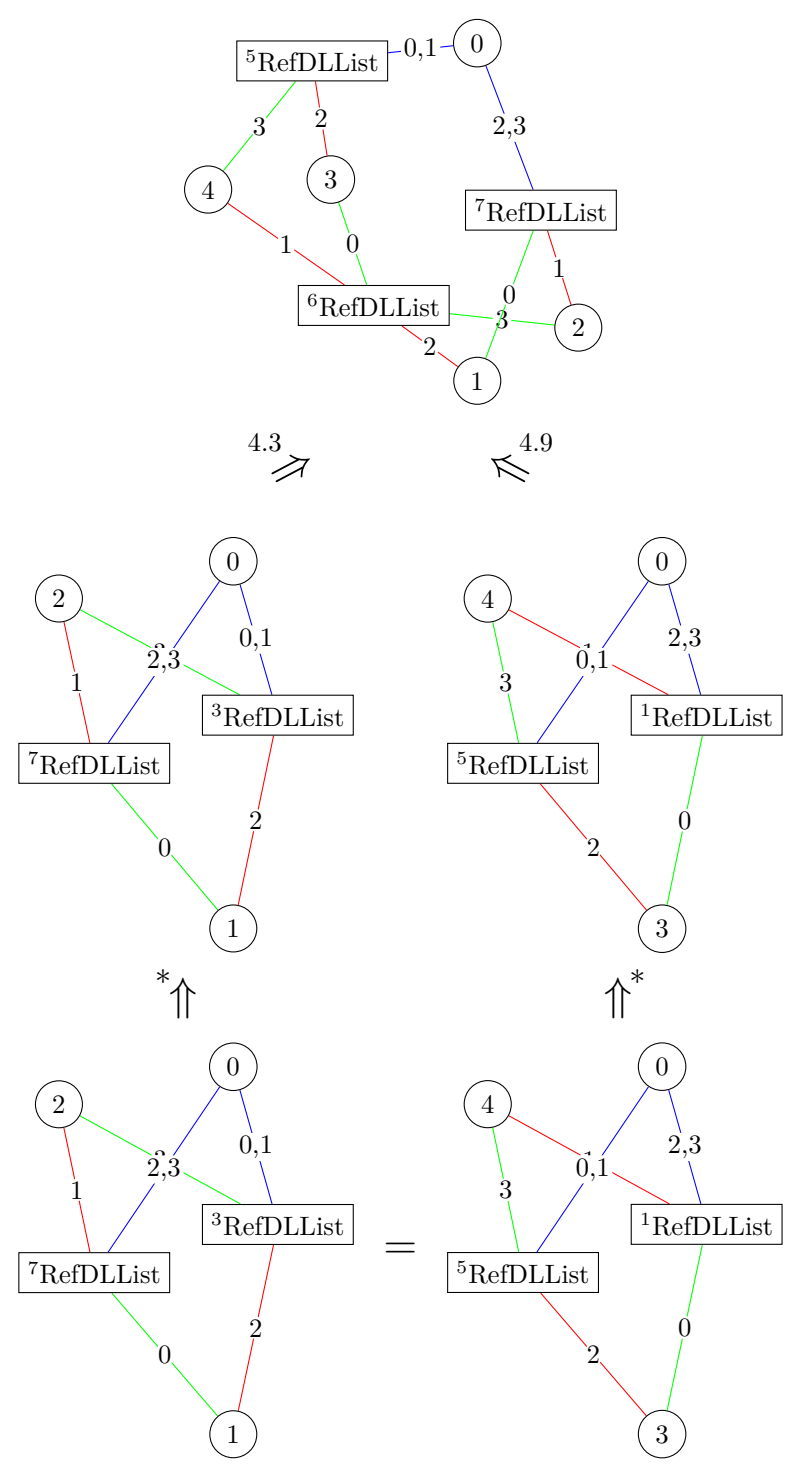 ⁵RefDLList 0,1 0
3 2 2,3
4 3
⁷RefDLList
1 0 1
0
⁶RefDLList
3 2
2
1
4.3 4.9
0 0
2 4
0,1 2,3
2,3 0,1
1 3
³RefDLList ¹RefDLList
⁷RefDLList ⁵RefDLList
2 0
0 2
1 3
* *
0 0
2 4
0,1 2,3
2,3 0,1
1 3
³RefDLList ¹RefDLList
=
⁷RefDLList ⁵RefDLList
2 0
0 2
1 3